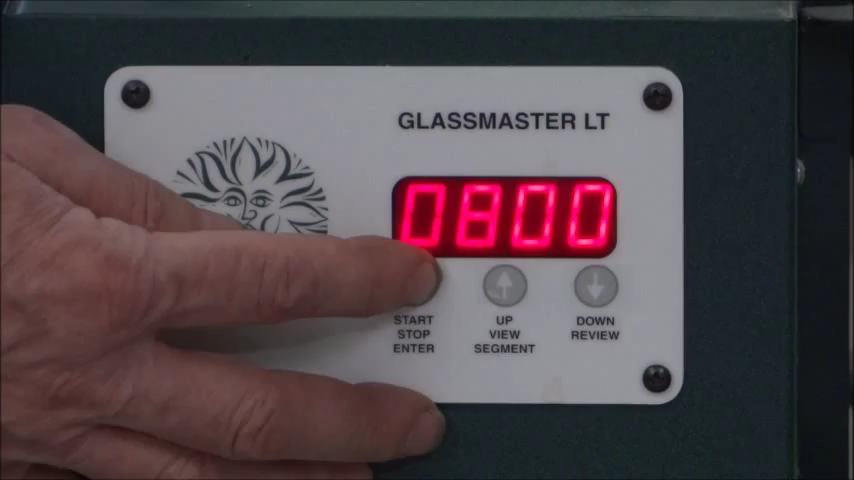 GLASSMASTER LT
0800
START
STOP
ENTER
UP
VIEW
SEGMENT
DOWN
REVIEW